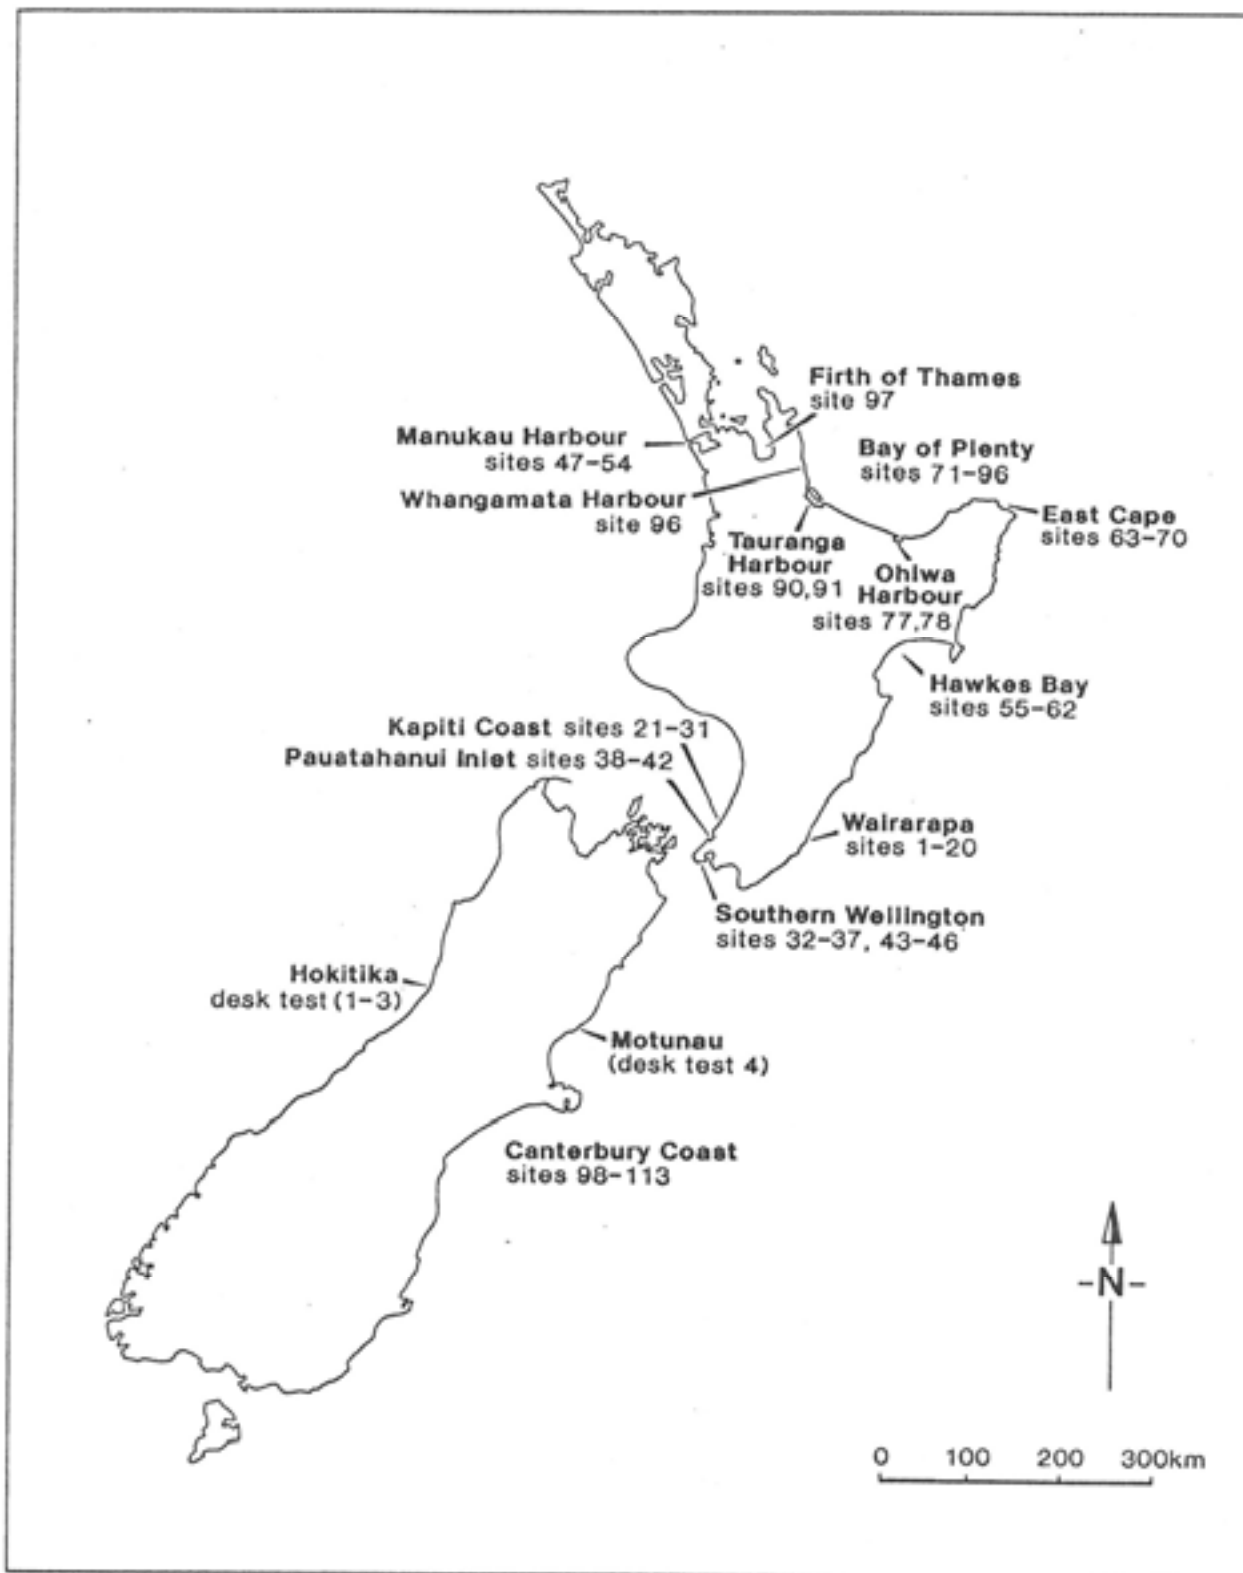 Firth of Thames
site 97
Manukau Harbour
sites 47-54
Bay of Plenty
sites 71-96
Whangamata Harbour
site 96
East Cape
sites 63-70
Tauranga
Harbour
sites 90,91
Ohiwa
Harbour
sites 77,78
Hawkes Bay
sites 55-62
Kapiti Coast sites 21-31
Pauatahanui Inlet sites 38-42
Wairarapa
sites 1-20
Southern Wellington
sites 32-37, 43-46
Hokitika
desk test (1-3)
Motunau
(desk test 4)
Canterbury Coast
sites 98-113
-N-
0 100 200 300km